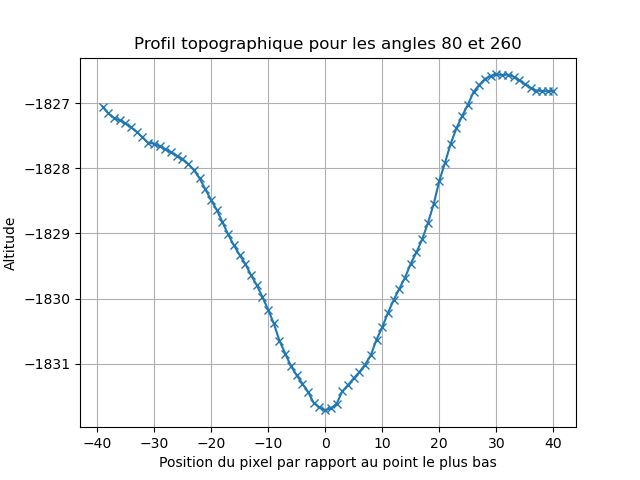 Profil topographique pour les angles 80 et 260
Altitude
−1827
−1828
−1829
−1830
−1831
−40 −30 −20 −10 0 10 20 30 40
Position du pixel par rapport au point le plus bas